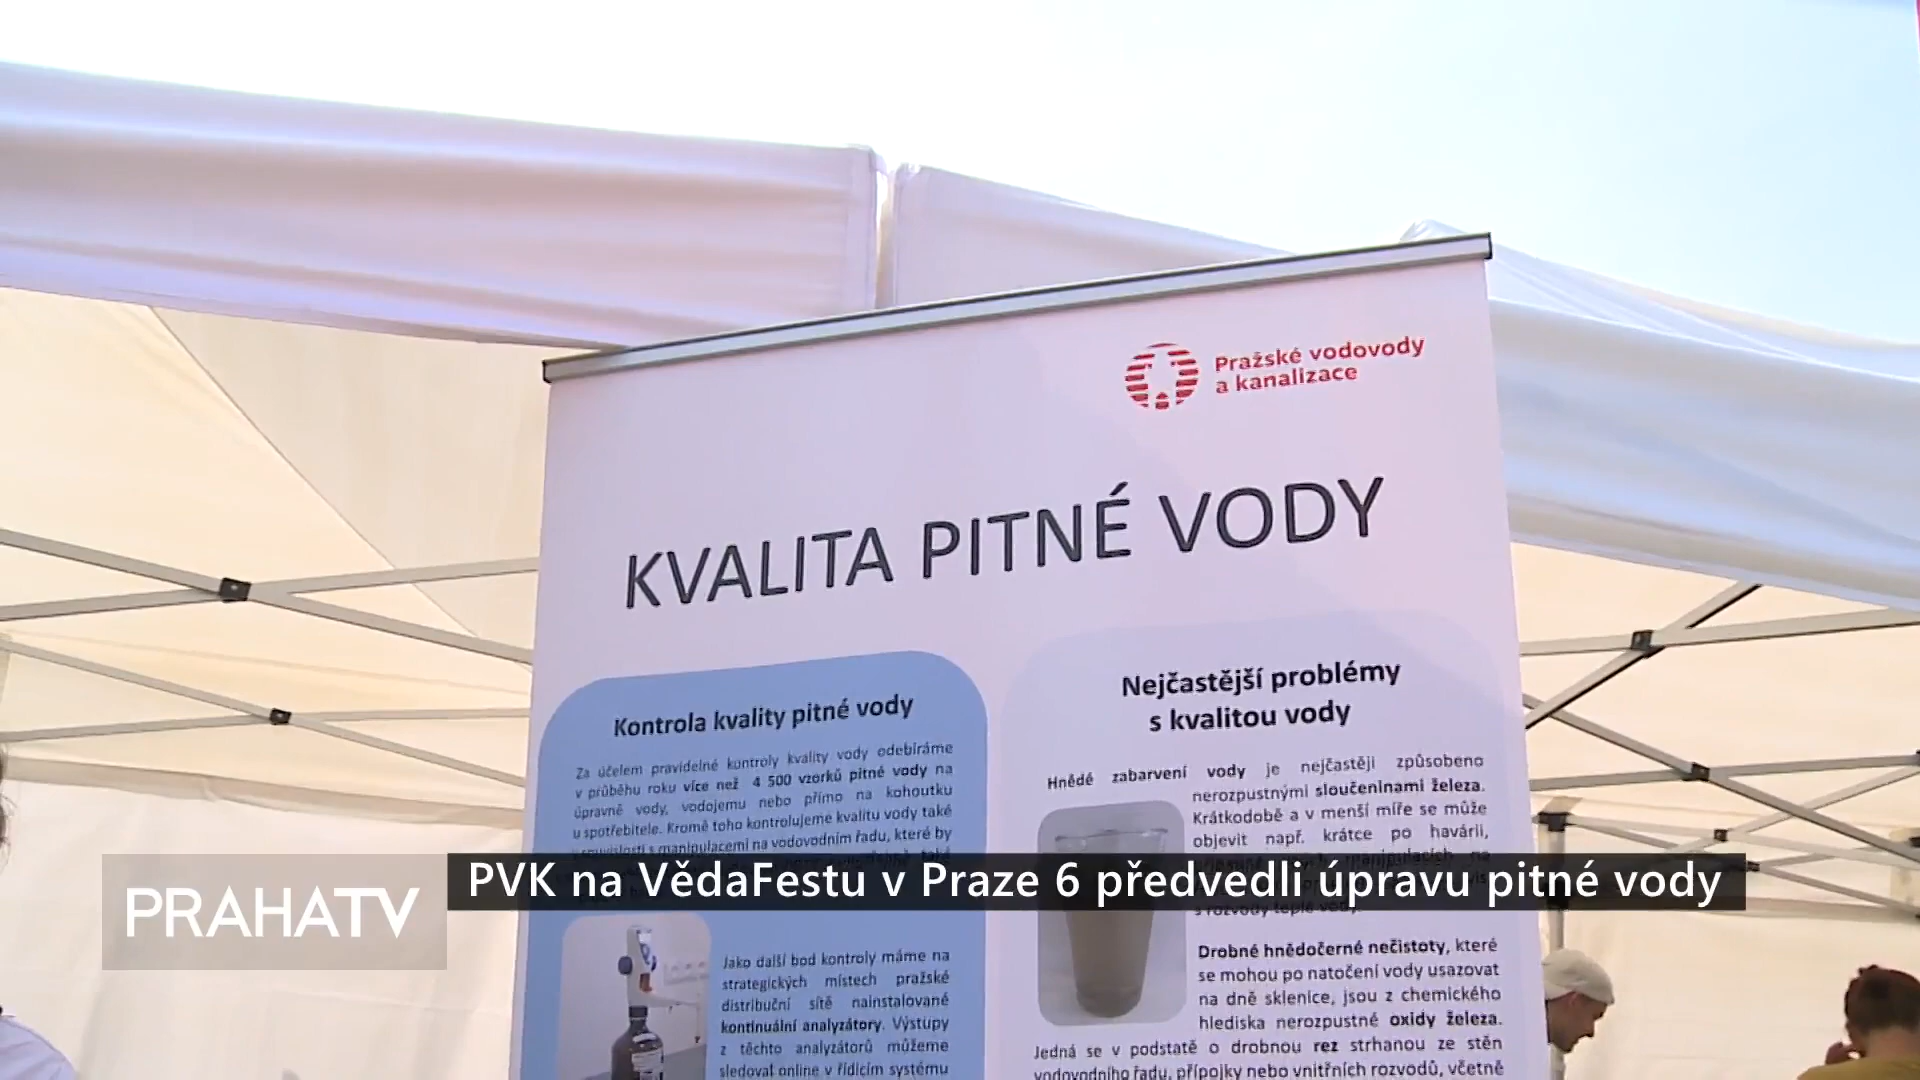 Pražské vodovody
a kanalizace
KVALITA PITNÉ VODY
Kontrola kvality pitné vody
Za účelem pravidelné kontroly kvality vody odebíráme
v průběhu roku více než 4 500 vzorků pitné vody na
úpravně vody, vodojemu nebo přímo na kohoutku
u spotřebitele. Kromě toho kontrolujeme kvalitu vody také
v souvislosti s manipulacemi na vodovodním řadu, které by
Jako další bod kontroly máme na
strategických místech pražské
distribuční sítě nainstalované
kontinuální analyzátory. Výstupy
z těchto analyzátorů můžeme
sledovat online v řídicím systému
Nejčastější problémy
s kvalitou vody
Hnědé zabarvení vody je nejčastěji způsobeno
nerozpustnými sloučeninami železa.
Krátkodobě a v menší míře se může
objevit např. krátce po havárii,
s rozvody teplé vody.
Drobné hnědočerné nečistoty, které
se mohou po natočení vody usazovat
na dně sklenice, jsou z chemického
hlediska nerozpustné oxidy železa.
Jedná se v podstatě o drobnou rez strhanou ze stěn
vodovodního řadu, přípojky nebo vnitřních rozvodů, včetně
PRAHATV
PVK na VědaFestu v Praze 6 předvedli úpravu pitné vody